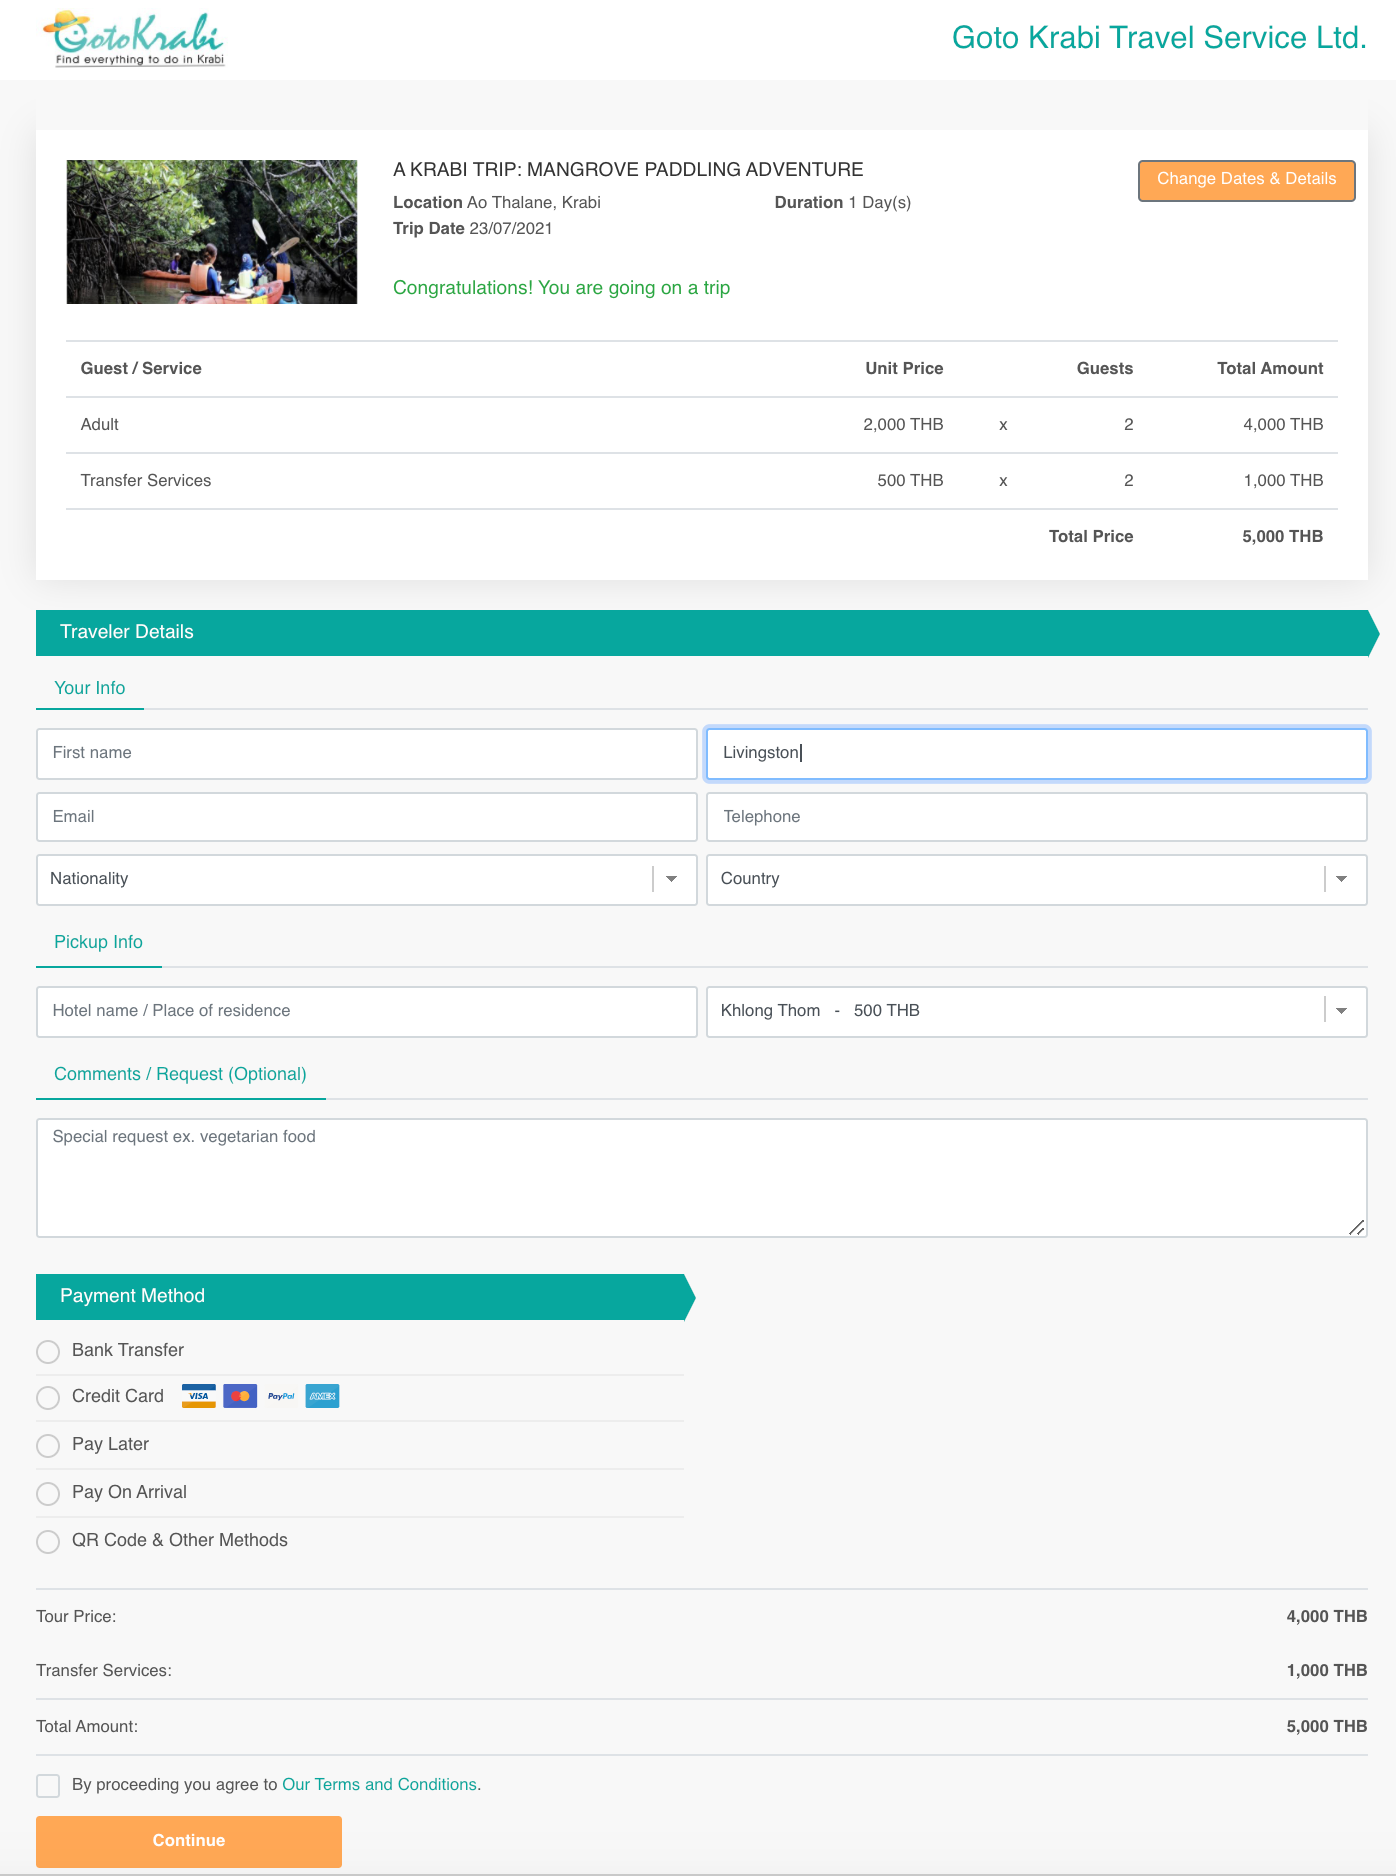 GotoKrabi
Find everything to do in Krabi
Goto Krabi Travel Service Ltd.
A KRABI TRIP: MANGROVE PADDLING ADVENTURE
Change Dates & Details
Location Ao Thalane, Krabi
Duration 1 Day(s)
Trip Date 23/07/2021
Congratulations! You are going on a trip
Guest / Service Unit Price Guests Total Amount
Adult 2,000 THB x 2 4,000 THB
Transfer Services 500 THB x 2 1,000 THB
Total Price 5,000 THB
Traveler Details
Your Info
First name
Livingston
Email
Telephone
Nationality
Country
Pickup Info
Hotel name / Place of residence
Khlong Thom - 500 THB
Comments / Request (Optional)
Special request ex. vegetarian food
Payment Method
Bank Transfer
Credit Card VISA PayPal AMEX
Pay Later
Pay On Arrival
QR Code & Other Methods
Tour Price: 4,000 THB
Transfer Services: 1,000 THB
Total Amount: 5,000 THB
By proceeding you agree to Our Terms and Conditions.
Continue